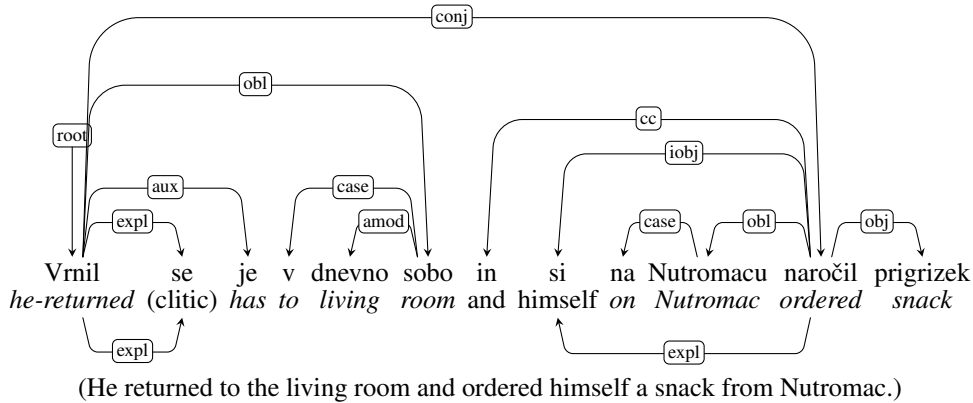 conj
obl
root
cc
iobj
aux
case
amod
expl
case
obl
obj
Vrnil se je v dnevno sobo in si na Nutromacu naročil prigrizek
he-returned (clitic) has to living room and himself on Nutromac ordered snack
expl
expl
(He returned to the living room and ordered himself a snack from Nutromac.)